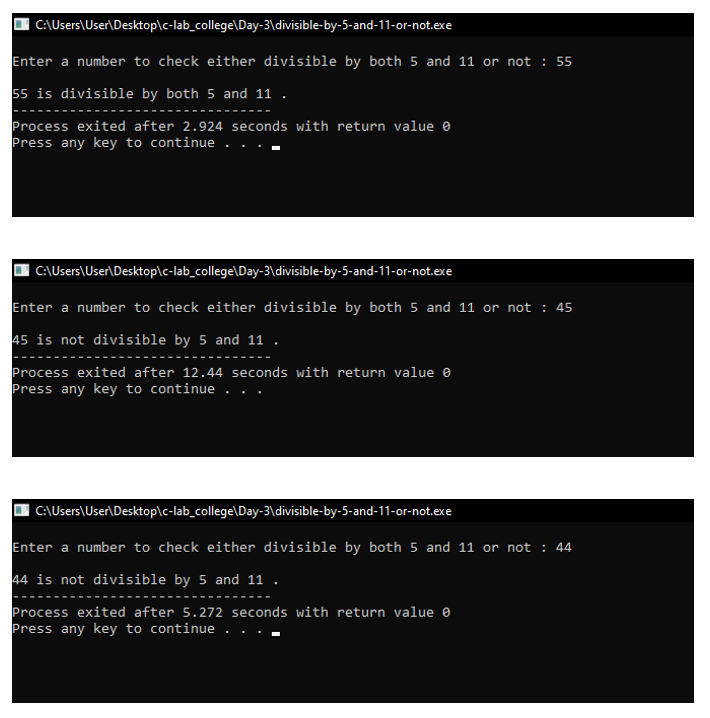 C:\Users\User\Desktop\c-lab_college\Day-3\divisible-by-5-and-11-or-not.exe
Enter a number to check either divisible by both 5 and 11 or not : 55
55 is divisible by both 5 and 11 .
--------------------------------
Process exited after 2.924 seconds with return value 0
Press any key to continue . . .
C:\Users\User\Desktop\c-lab_college\Day-3\divisible-by-5-and-11-or-not.exe
Enter a number to check either divisible by both 5 and 11 or not : 45
45 is not divisible by 5 and 11 .
--------------------------------
Process exited after 12.44 seconds with return value 0
Press any key to continue . . .
C:\Users\User\Desktop\c-lab_college\Day-3\divisible-by-5-and-11-or-not.exe
Enter a number to check either divisible by both 5 and 11 or not : 44
44 is not divisible by 5 and 11 .
--------------------------------
Process exited after 5.272 seconds with return value 0
Press any key to continue . . .